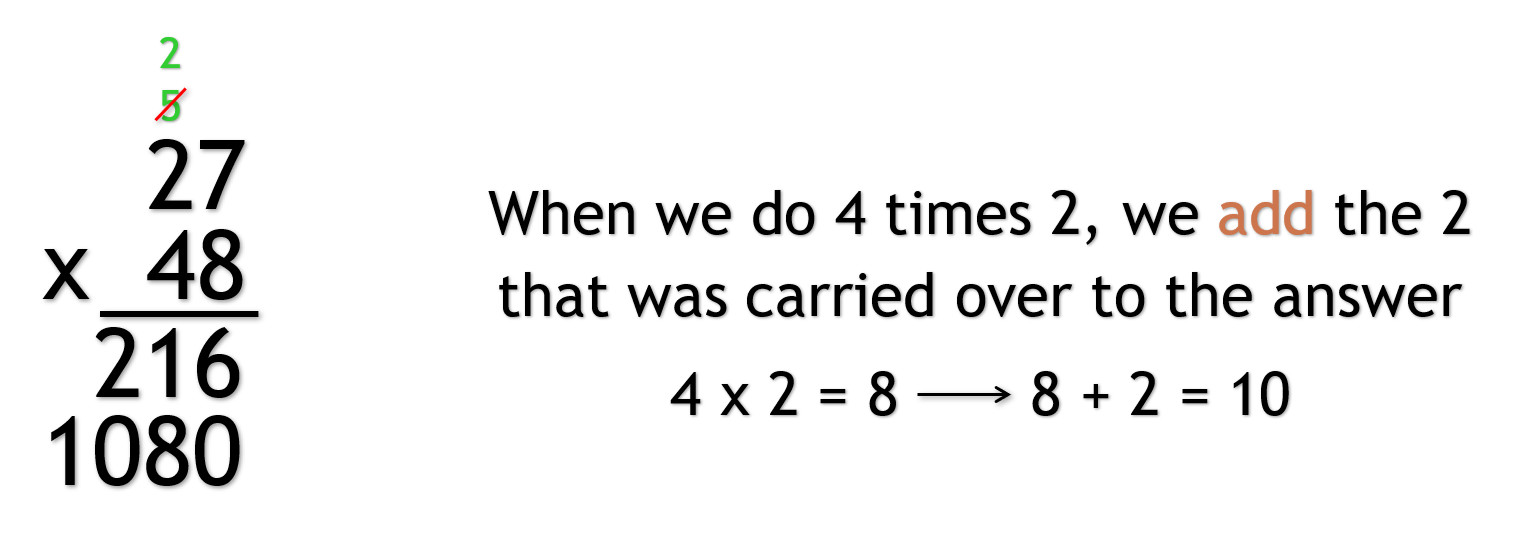 2
5
27
x 48
216
1080
When we do 4 times 2, we add the 2
that was carried over to the answer
4 x 2 = 8 ⟶ 8 + 2 = 10